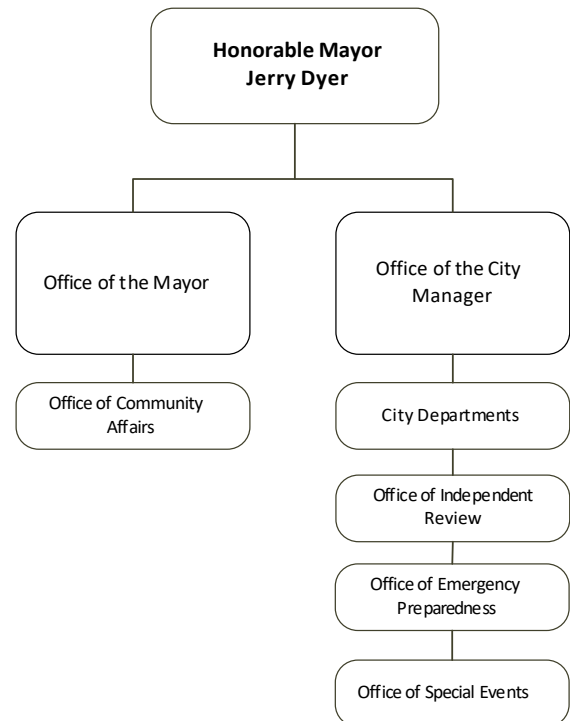 Honorable Mayor
Jerry Dyer
Office of the Mayor
Office of Community
Affairs
Office of the City
Manager
City Departments
Office of Independent
Review
Office of Emergency
Preparedness
Office of Special Events